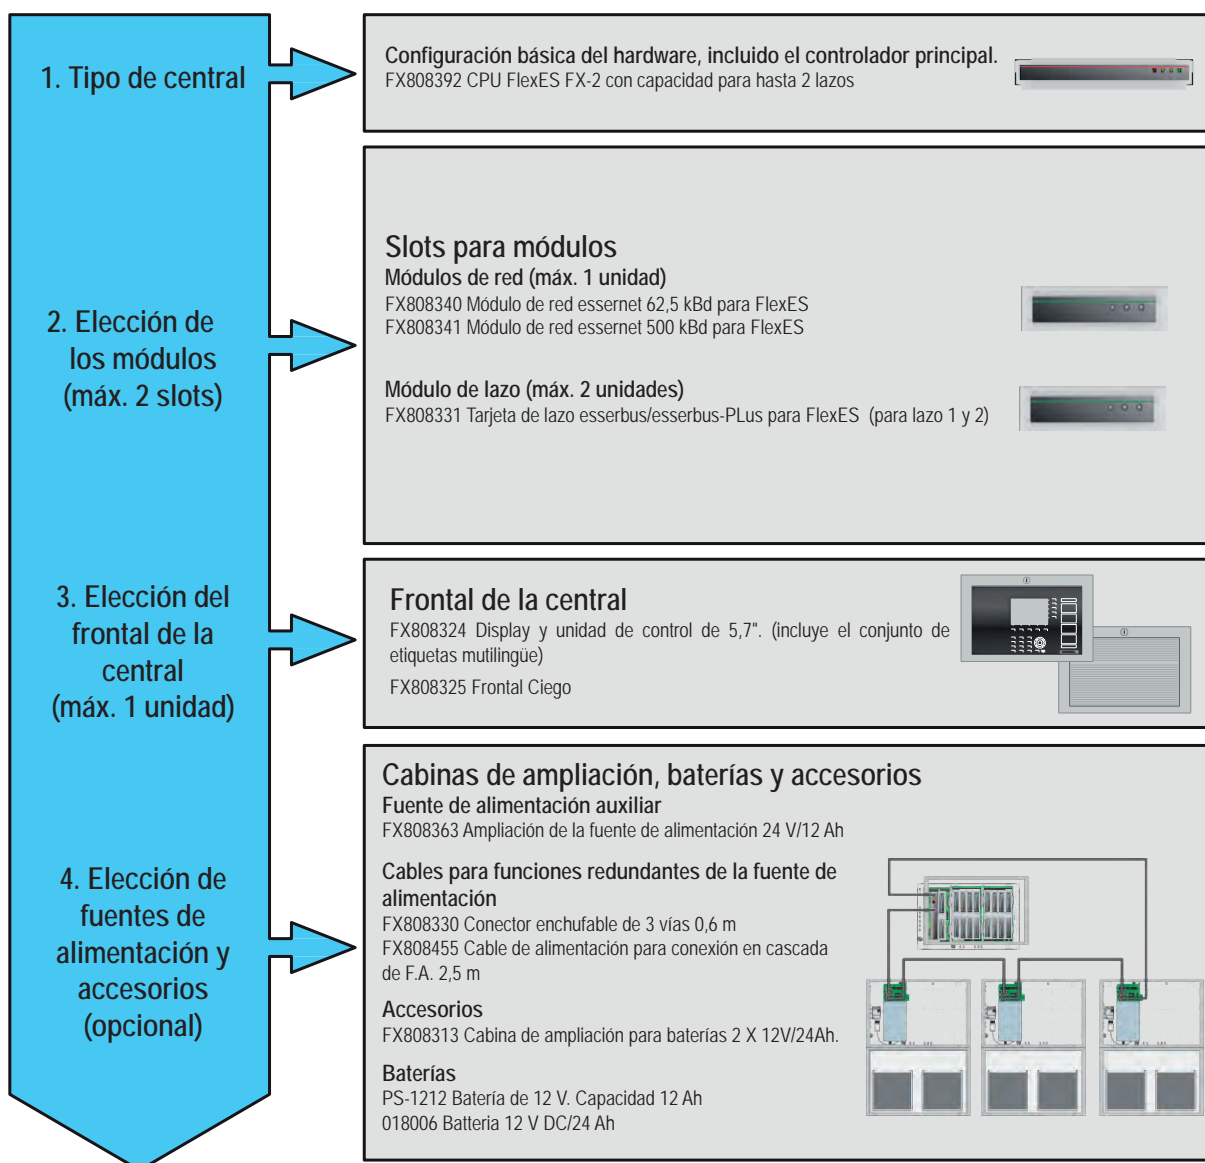 1. Tipo de central
Configuración básica del hardware, incluido el controlador principal.
FX808392 CPU FlexES FX-2 con capacidad para hasta 2 lazos
2. Elección de
los módulos
(máx. 2 slots)
Slots para módulos
Módulos de red (máx. 1 unidad)
FX808340 Módulo de red essernet 62,5 kBd para FlexES
FX808341 Módulo de red essernet 500 kBd para FlexES
Módulo de lazo (máx. 2 unidades)
FX808331 Tarjeta de lazo esserbus/esserbus-PLus para FlexES (para lazo 1 y 2)
3. Elección del
frontal de la
central
(máx. 1 unidad)
Frontal de la central
FX808324 Display y unidad de control de 5,7". (incluye el conjunto de
etiquetas mutilingüe)
FX808325 Frontal Ciego
4. Elección de
fuentes de
alimentación y
accesorios
(opcional)
Cabinas de ampliación, baterías y accesorios
Fuente de alimentación auxiliar
FX808363 Ampliación de la fuente de alimentación 24 V/12 Ah
Cables para funciones redundantes de la fuente de
alimentación
FX808330 Conector enchufable de 3 vías 0,6 m
FX808455 Cable de alimentación para conexión en cascada
de F.A. 2,5 m
Accesorios
FX808313 Cabina de ampliación para baterías 2 X 12V/24Ah.
Baterías
PS-1212 Batería de 12 V. Capacidad 12 Ah
018006 Batteria 12 V DC/24 Ah